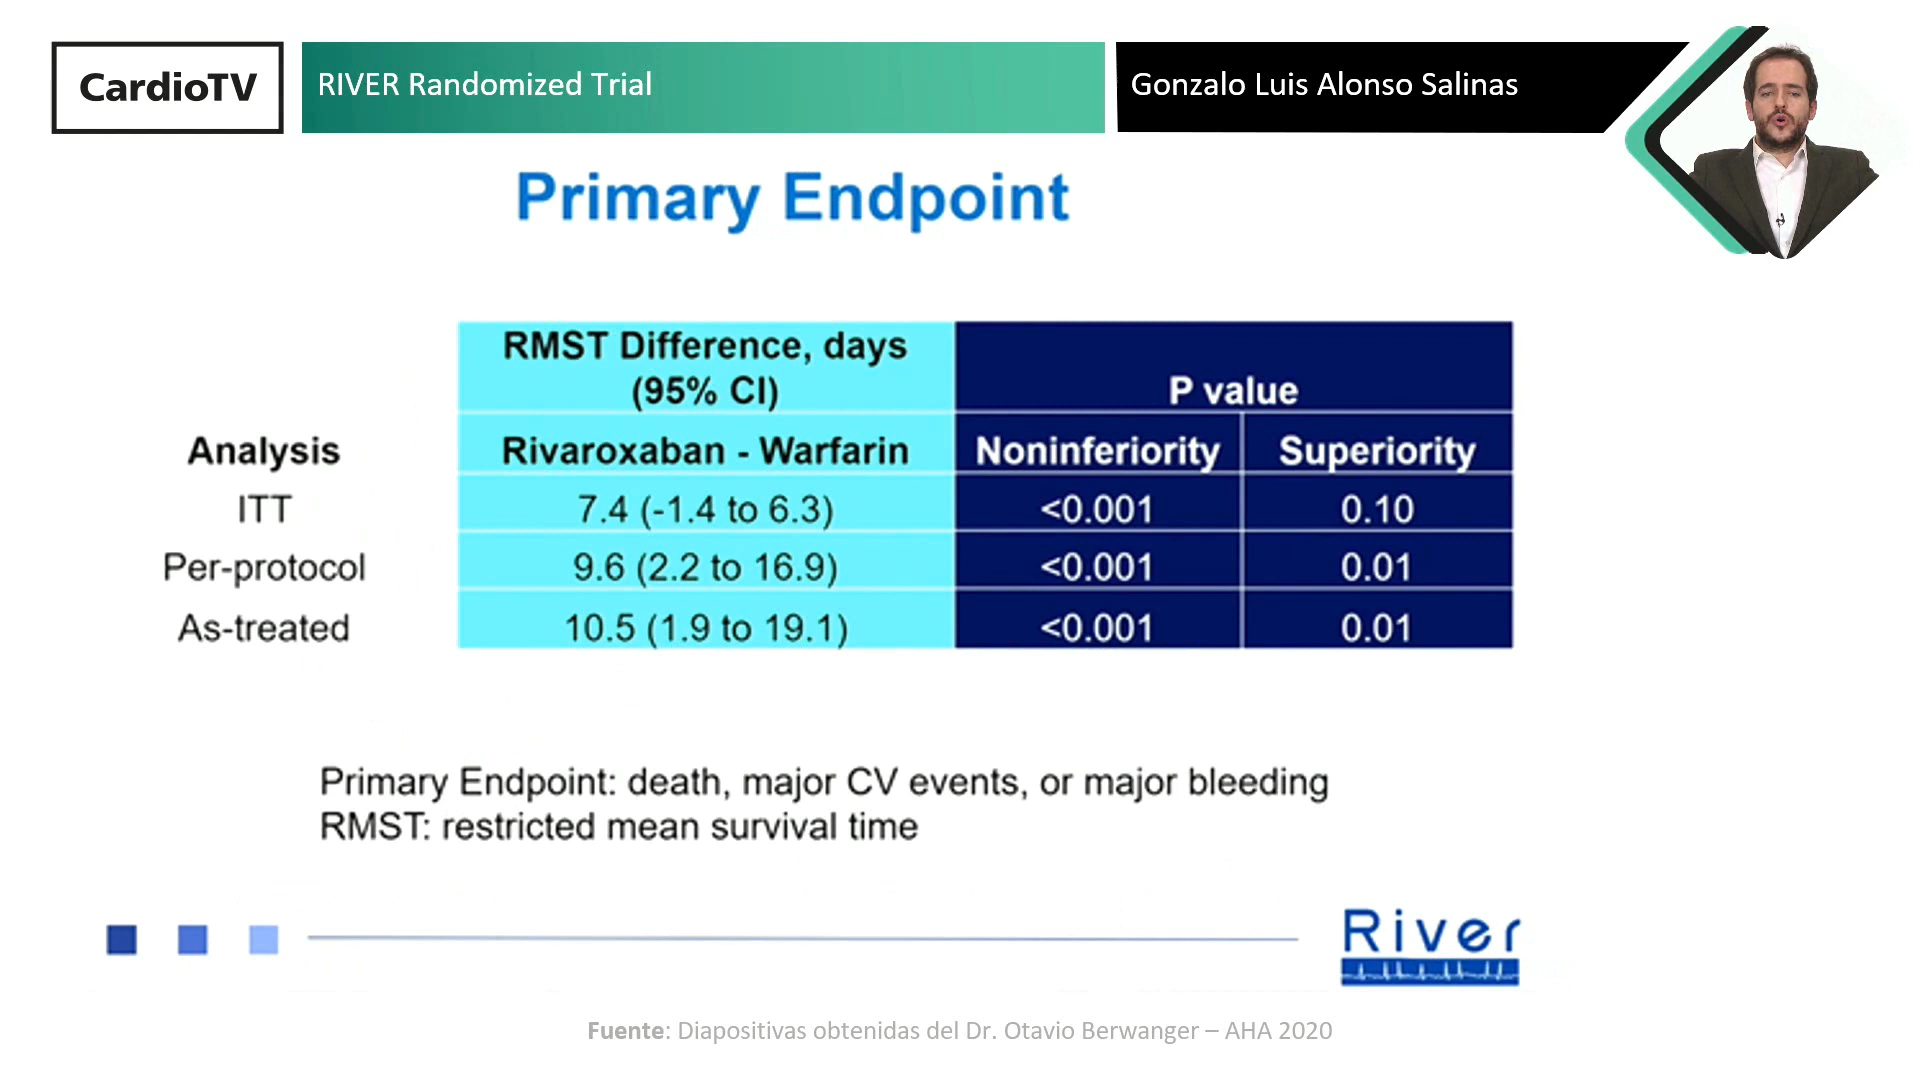 CardioTV
RIVER Randomized Trial
Gonzalo Luis Alonso Salinas
Primary Endpoint
RMST Difference, days
(95% CI)
P value
Analysis
Rivaroxaban - Warfarin
Noninferiority
Superiority
ITT
7.4 (-1.4 to 6.3)
<0.001
0.10
Per-protocol
9.6 (2.2 to 16.9)
<0.001
0.01
As-treated
10.5 (1.9 to 19.1)
<0.001
0.01
Primary Endpoint: death, major CV events, or major bleeding
RMST: restricted mean survival time
River
Fuente: Diapositivas obtenidas del Dr. Otavio Berwanger – AHA 2020